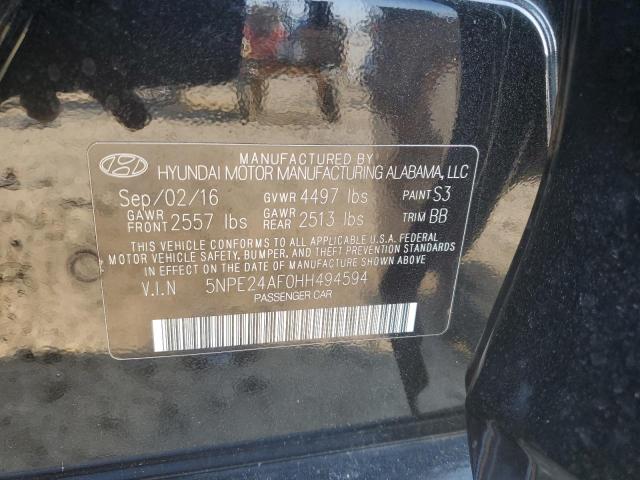 MANUFACTURED BY
HYUNDAI MOTOR MANUFACTURING ALABAMA, LLC
Sep/02/16 GVWR 4497 lbs PAINT S3
GAWR FRONT 2557 lbs GAWR REAR 2513 lbs TRIM BB
THIS VEHICLE CONFORMS TO ALL APPLICABLE U.S.A. FEDERAL
MOTOR VEHICLE SAFETY, BUMPER, AND THEFT PREVENTION STANDARDS
IN EFFECT ON THE DATE OF MANUFACTURE SHOWN ABOVE.
V.I.N 5NPE24AF0HH494594
PASSENGER CAR